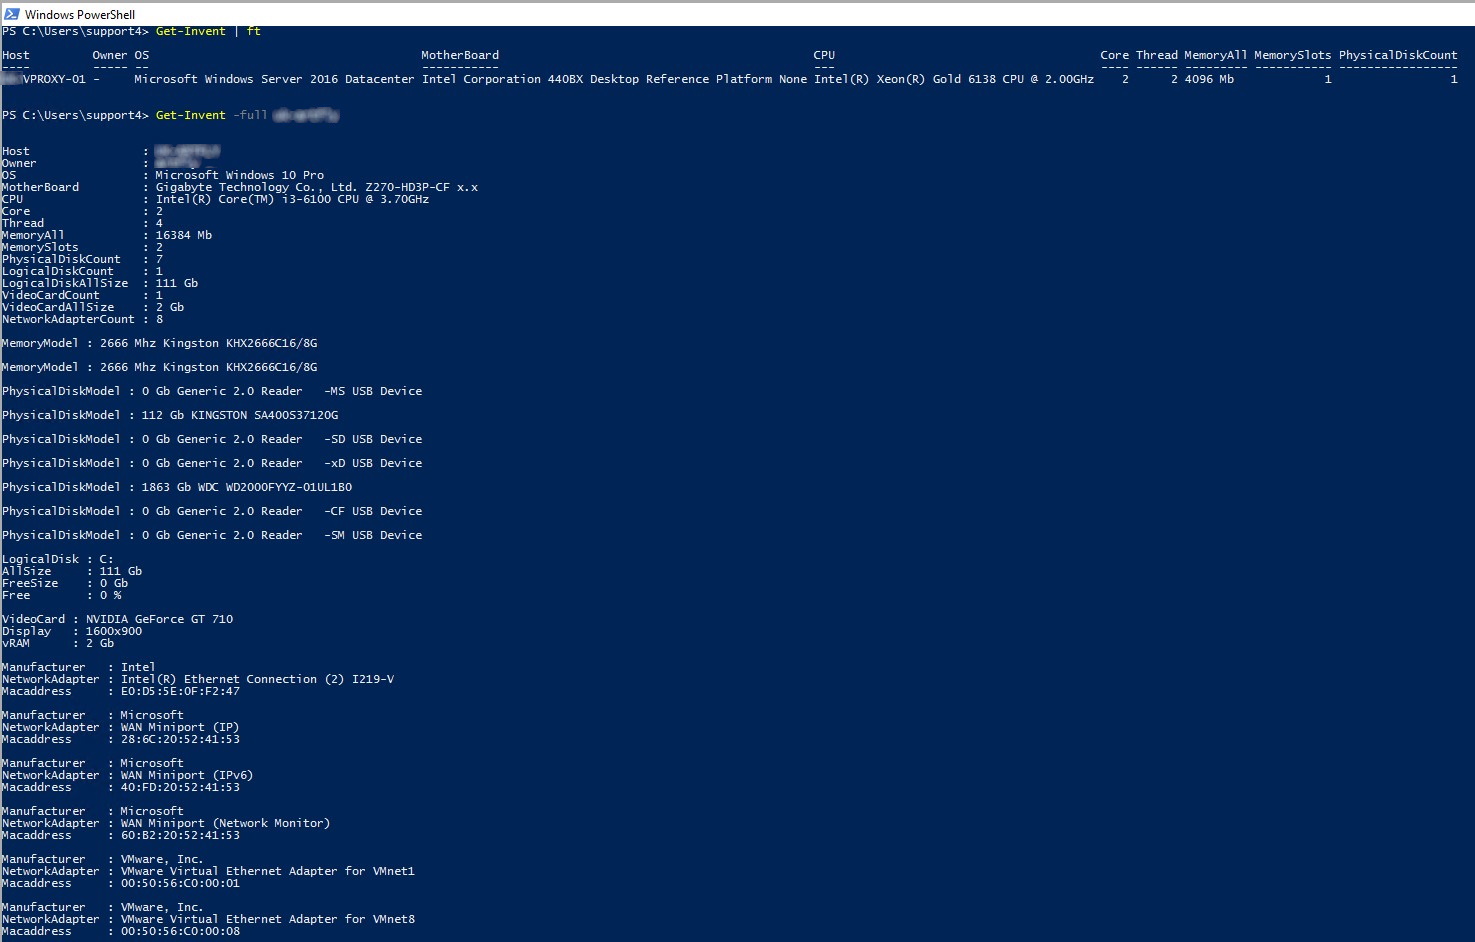 Windows PowerShell
PS C:\Users\support4> Get-Invent | ft
Host Owner OS MotherBoard CPU Core Thread MemoryAll MemorySlots PhysicalDiskCount
---- ----- -- ----------- --- ---- ------ --------- ----------- -----------------
VPROXY-01 - Microsoft Windows Server 2016 Datacenter Intel Corporation 440BX Desktop Reference Platform None Intel(R) Xeon(R) Gold 6138 CPU @ 2.00GHz 2 2 4096 Mb 1 1
PS C:\Users\support4> Get-Invent -full
Host :
Owner :
OS : Microsoft Windows 10 Pro
MotherBoard : Gigabyte Technology Co., Ltd. Z270-HD3P-CF x.x
CPU : Intel(R) Core(TM) i3-6100 CPU @ 3.70GHz
Core : 2
Thread : 4
MemoryAll : 16384 Mb
MemorySlots : 2
PhysicalDiskCount : 7
LogicalDiskCount : 1
LogicalDiskAllSize : 111 Gb
VideoCardCount : 1
VideoCardAllSize : 2 Gb
NetworkAdapterCount : 8
MemoryModel : 2666 Mhz Kingston KHX2666C16/8G
MemoryModel : 2666 Mhz Kingston KHX2666C16/8G
PhysicalDiskModel : 0 Gb Generic 2.0 Reader -MS USB Device
PhysicalDiskModel : 112 Gb KINGSTON SA400S37120G
PhysicalDiskModel : 0 Gb Generic 2.0 Reader -SD USB Device
PhysicalDiskModel : 0 Gb Generic 2.0 Reader -xD USB Device
PhysicalDiskModel : 1863 Gb WDC WD2000FYYZ-01UL1B0
PhysicalDiskModel : 0 Gb Generic 2.0 Reader -CF USB Device
PhysicalDiskModel : 0 Gb Generic 2.0 Reader -SM USB Device
LogicalDisk : C:
AllSize : 111 Gb
FreeSize : 0 Gb
Free : 0 %
VideoCard : NVIDIA GeForce GT 710
Display : 1600x900
vRAM : 2 Gb
Manufacturer : Intel
NetworkAdapter : Intel(R) Ethernet Connection (2) I219-V
Macaddress : E0:D5:5E:0F:F2:47
Manufacturer : Microsoft
NetworkAdapter : WAN Miniport (IP)
Macaddress : 28:6C:20:52:41:53
Manufacturer : Microsoft
NetworkAdapter : WAN Miniport (IPv6)
Macaddress : 40:FD:20:52:41:53
Manufacturer : Microsoft
NetworkAdapter : WAN Miniport (Network Monitor)
Macaddress : 60:B2:20:52:41:53
Manufacturer : VMware, Inc.
NetworkAdapter : VMware Virtual Ethernet Adapter for VMnet1
Macaddress : 00:50:56:C0:00:01
Manufacturer : VMware, Inc.
NetworkAdapter : VMware Virtual Ethernet Adapter for VMnet8
Macaddress : 00:50:56:C0:00:08